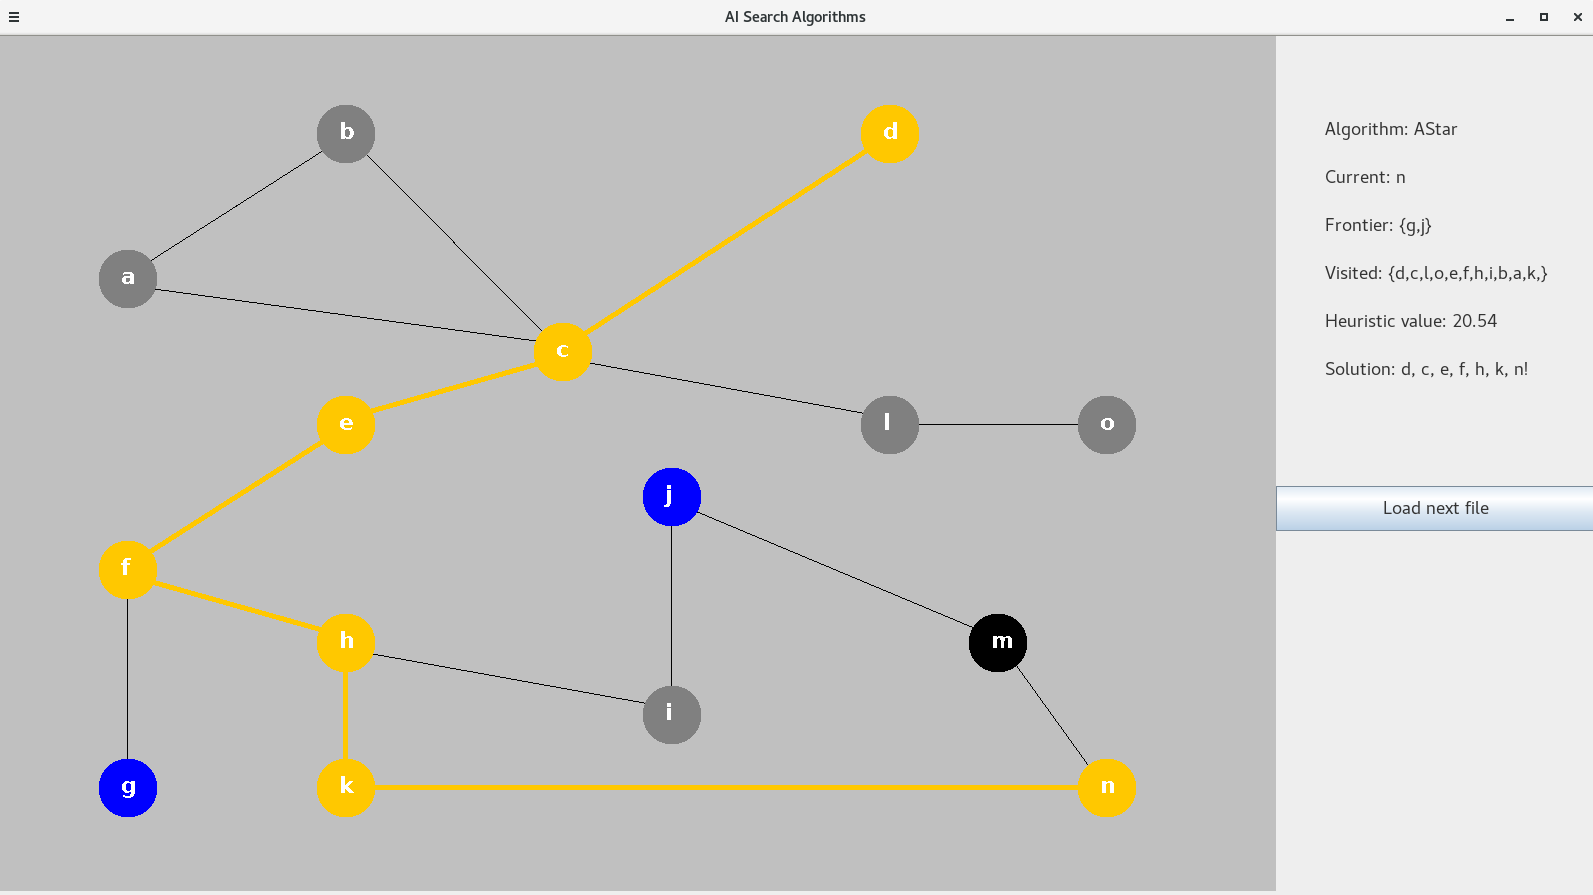 AI Search Algorithms
b
d
Algorithm: AStar
Current: n
Frontier: {g,j}
Visited: {d,c,l,o,e,f,h,i,b,a,k,}
a
Heuristic value: 20.54
c
Solution: d, c, e, f, h, k, n!
e
l
o
j
Load next file
f
h
m
i
g
k
n